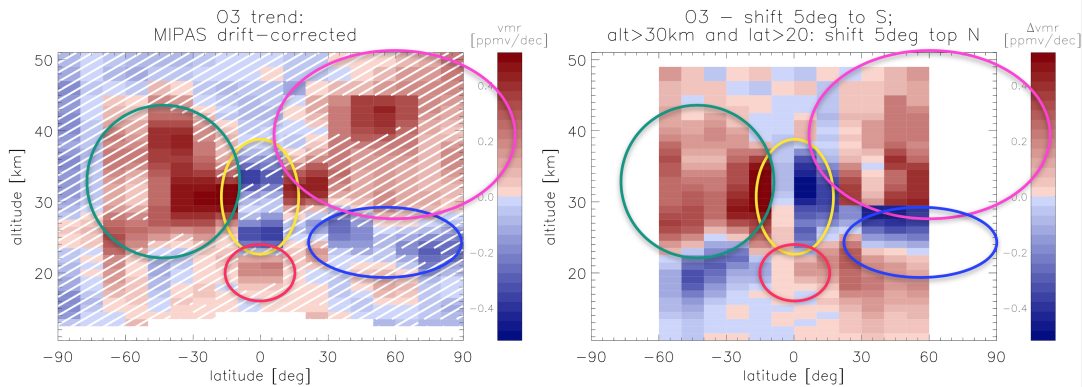 O3 trend:
MIPAS drift-corrected
vmr
[ppmv/dec]
50
40
30
20
altitude [km]
0.4
0.2
0.0
-0.2
-0.4
-90
-60
-30
0
30
60
90
latitude [deg]
O3 - shift 5deg to S;
alt>30km and lat>20: shift 5deg top N
Δvmr
[ppmv/dec]
50
40
30
20
altitude [km]
0.4
0.2
0.0
-0.2
-0.4
-90
-60
-30
0
30
60
90
latitude [deg]